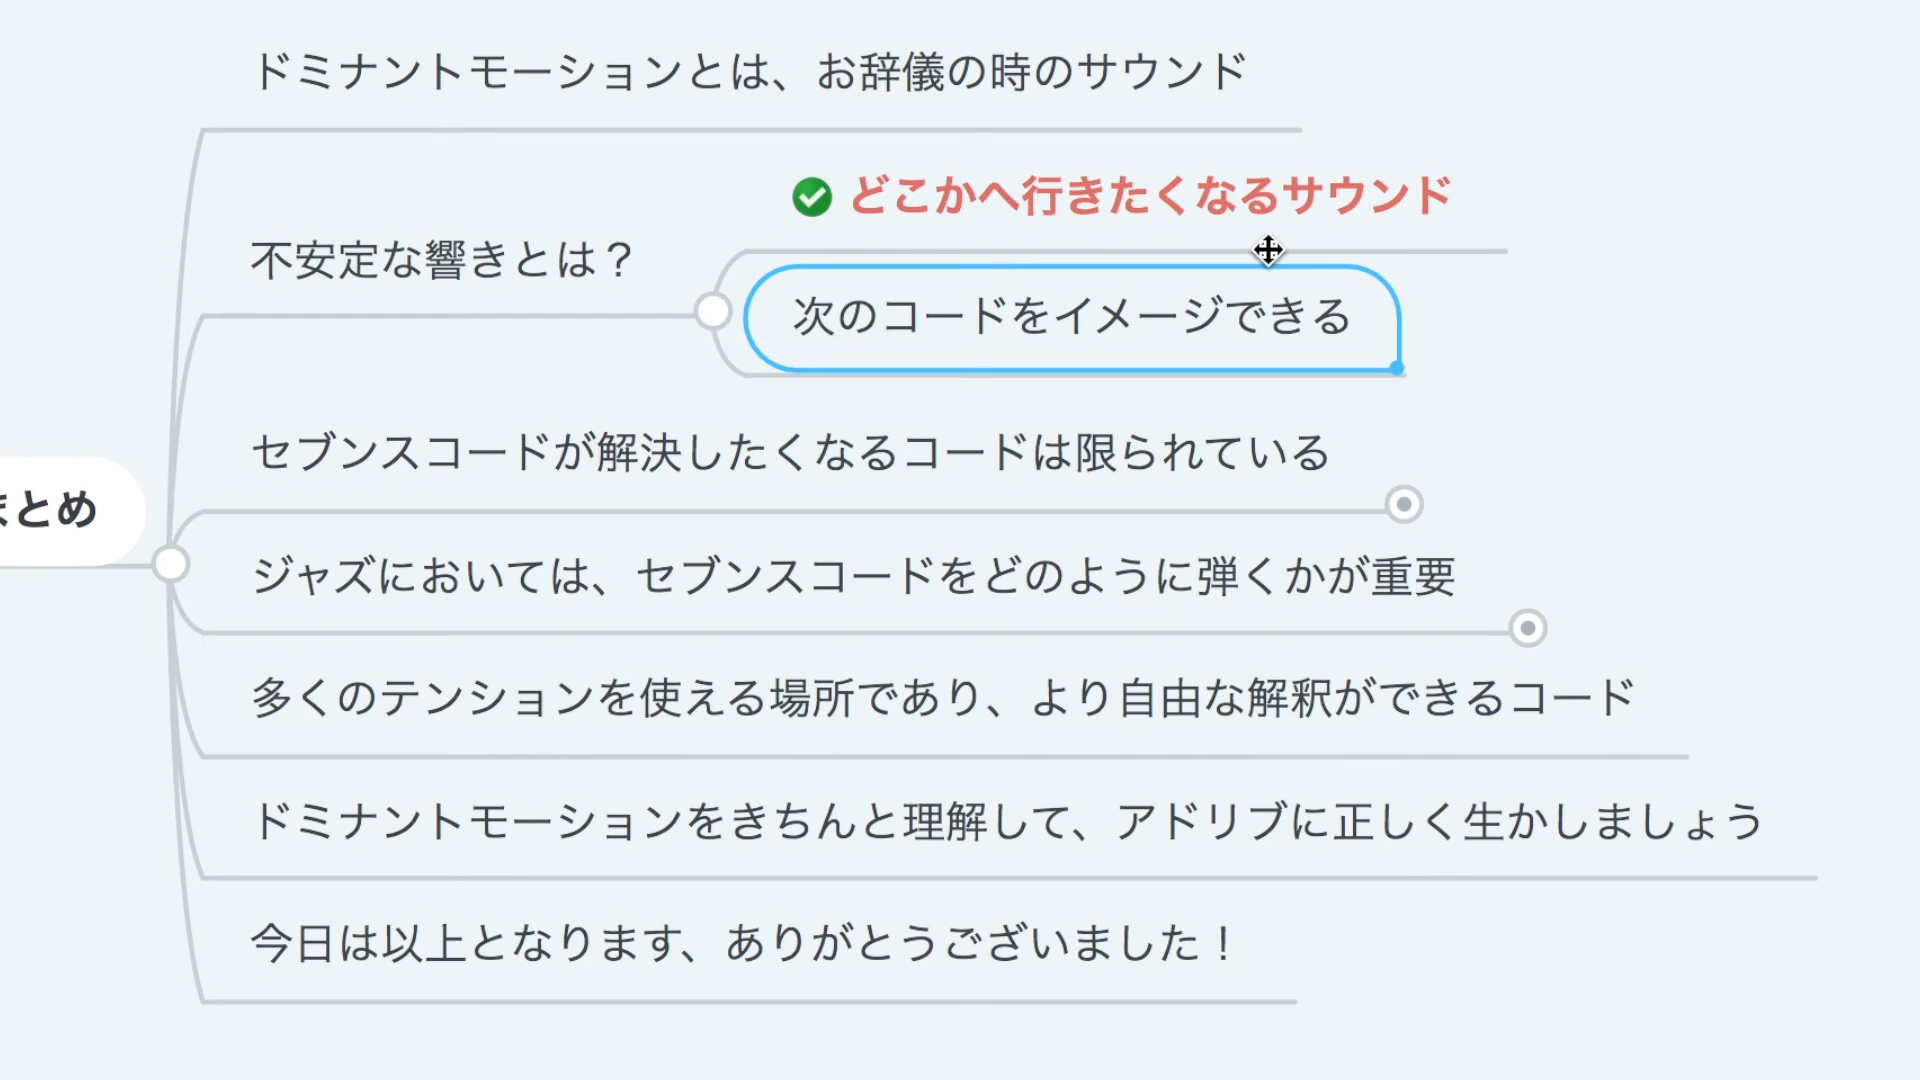 ドミナントモーションとは、お辞儀の時のサウンド
どこかへ行きたくなるサウンド
不安定な響きとは？
次のコードをイメージできる
セブンスコードが解決したくなるコードは限られている
まとめ
ジャズにおいては、セブンスコードをどのように弾くかが重要
多くのテンションを使える場所であり、より自由な解釈ができるコード
ドミナントモーションをきちんと理解して、アドリブに正しく生かしましょう
今日は以上となります、ありがとうございました！